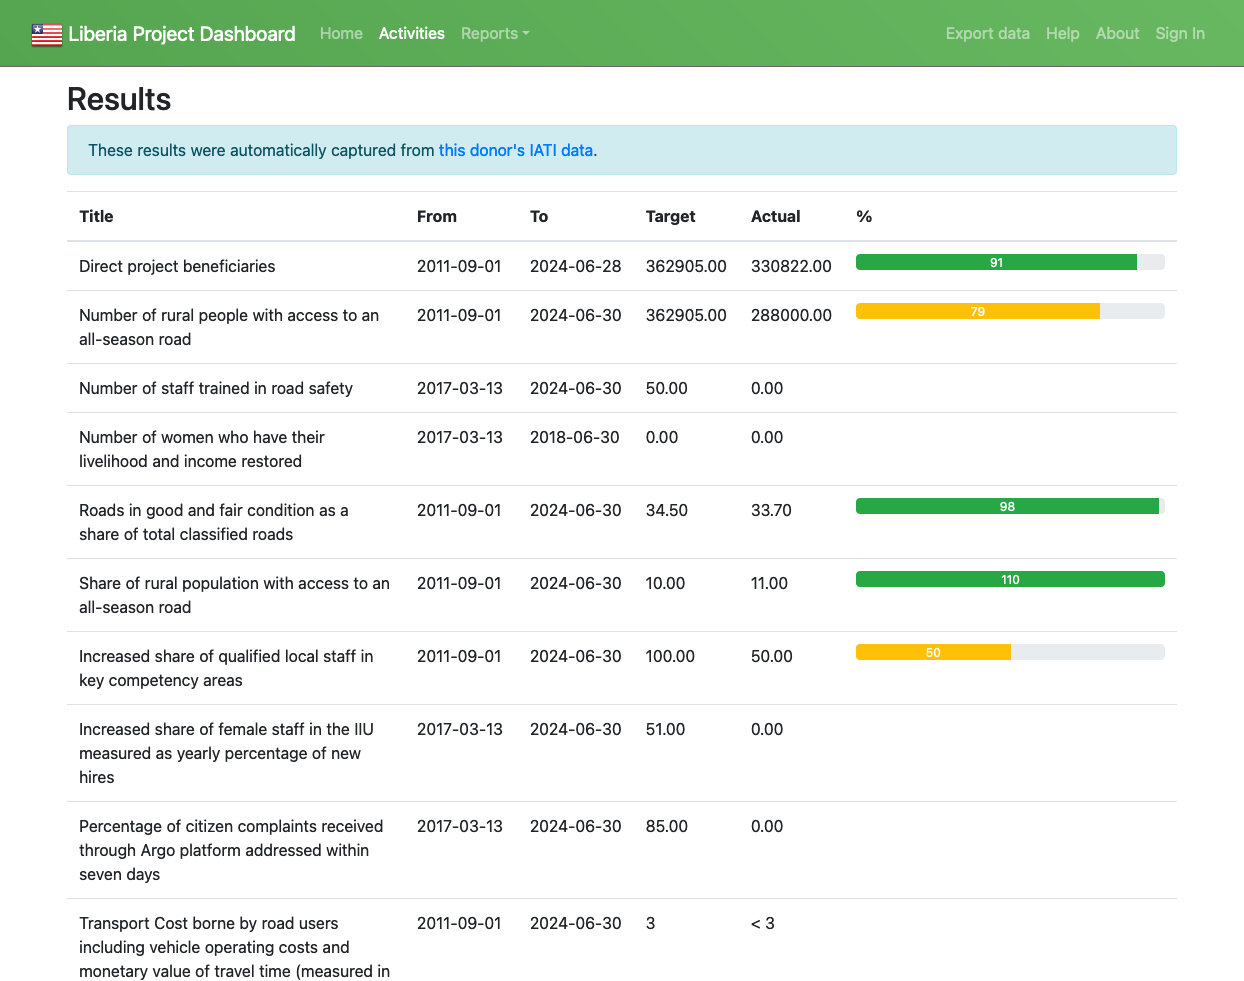 Liberia Project Dashboard Home Activities Reports Export data Help About Sign In
Results
These results were automatically captured from this donor's IATI data.
Title From To Target Actual %
Direct project beneficiaries 2011-09-01 2024-06-28 362905.00 330822.00 91
Number of rural people with access to an 2011-09-01 2024-06-30 362905.00 288000.00 79
all-season road
Number of staff trained in road safety 2017-03-13 2024-06-30 50.00 0.00
Number of women who have their 2017-03-13 2018-06-30 0.00 0.00
livelihood and income restored
Roads in good and fair condition as a 2011-09-01 2024-06-30 34.50 33.70 98
share of total classified roads
Share of rural population with access to an 2011-09-01 2024-06-30 10.00 11.00 110
all-season road
Increased share of qualified local staff in 2011-09-01 2024-06-30 100.00 50.00 50
key competency areas
Increased share of female staff in the IIU 2017-03-13 2024-06-30 51.00 0.00
measured as yearly percentage of new
hires
Percentage of citizen complaints received 2017-03-13 2024-06-30 85.00 0.00
through Argo platform addressed within
seven days
Transport Cost borne by road users 2011-09-01 2024-06-30 3 < 3
including vehicle operating costs and
monetary value of travel time (measured in